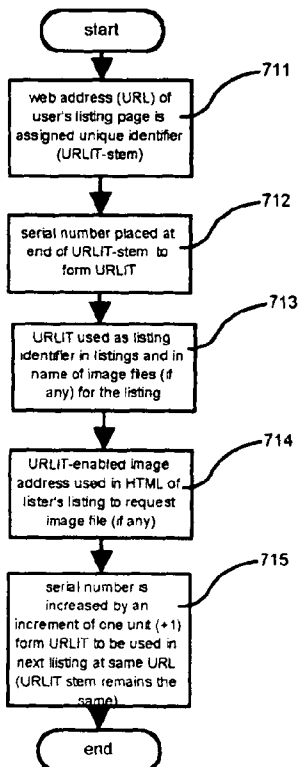 start
711
web address (URL) of
user's listing page is
assigned unique identifier
(URLIT-stem)
712
serial number placed at
end of URLIT-stem to
form URLIT
713
URLIT used as listing
identifier in listings and in
name of image files (if
any) for the listing
714
URLIT-enabled image
address used in HTML of
lister's listing to request
image file (if any)
715
serial number is
increased by an
increment of one unit (+1)
form URLIT to be used in
next lIsting at same URL
(URLIT stem remains the
same)
end